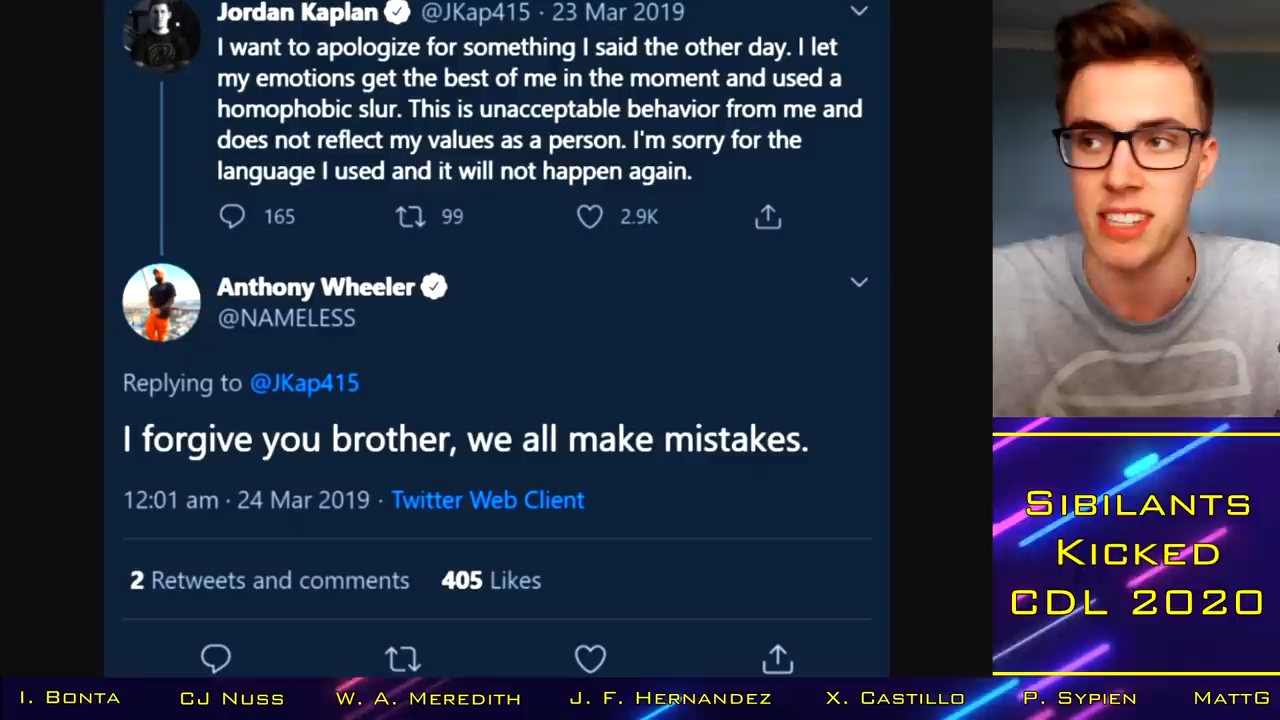 Jordan Kaplan @JKap415 · 23 Mar 2019
I want to apologize for something I said the other day. I let
my emotions get the best of me in the moment and used a
homophobic slur. This is unacceptable behavior from me and
does not reflect my values as a person. I'm sorry for the
language I used and it will not happen again.
165 99 2.9K
Anthony Wheeler
@NAMELESS
Replying to @JKap415
I forgive you brother, we all make mistakes.
12:01 am · 24 Mar 2019 · Twitter Web Client
2 Retweets and comments 405 Likes
Sibilants
Kicked
CDL 2020
I. Bonta CJ Nuss W. A. Meredith J. F. Hernandez X. Castillo P. Sypien MattG